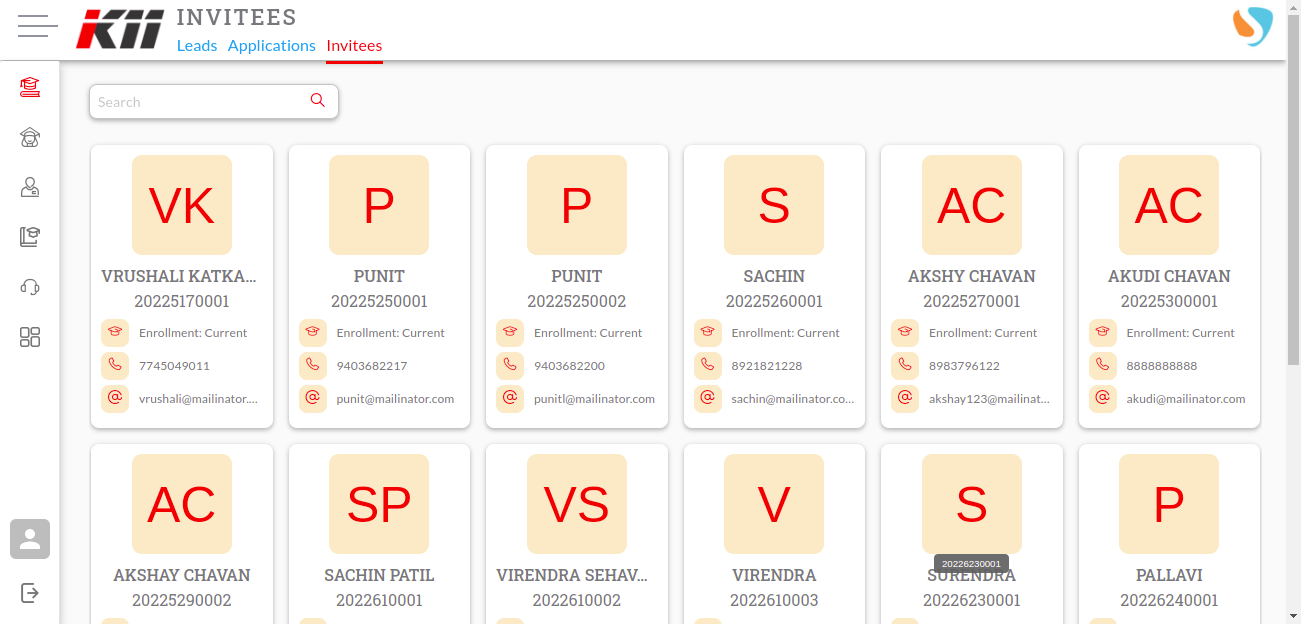 KII
INVITEES
Leads Applications Invitees
Search
VK P P S AC AC
VRUSHALI KATKA... PUNIT PUNIT SACHIN AKSHY CHAVAN AKUDI CHAVAN
20225170001 20225250001 20225250002 20225260001 20225270001 20225300001
Enrollment: Current Enrollment: Current Enrollment: Current Enrollment: Current Enrollment: Current Enrollment: Current
7745049011 9403682217 9403682200 8921821228 8983796122 8888888888
vrushali@mailinator.... punit@mailinator.com punitl@mailinator.com sachin@mailinator.co... akshay123@mailinat... akudi@mailinator.com
AC SP VS V S P
20226230001
AKSHAY CHAVAN SACHIN PATIL VIRENDRA SEHAV... VIRENDRA SURENDRA PALLAVI
20225290002 2022610001 2022610002 2022610003 20226230001 20226240001